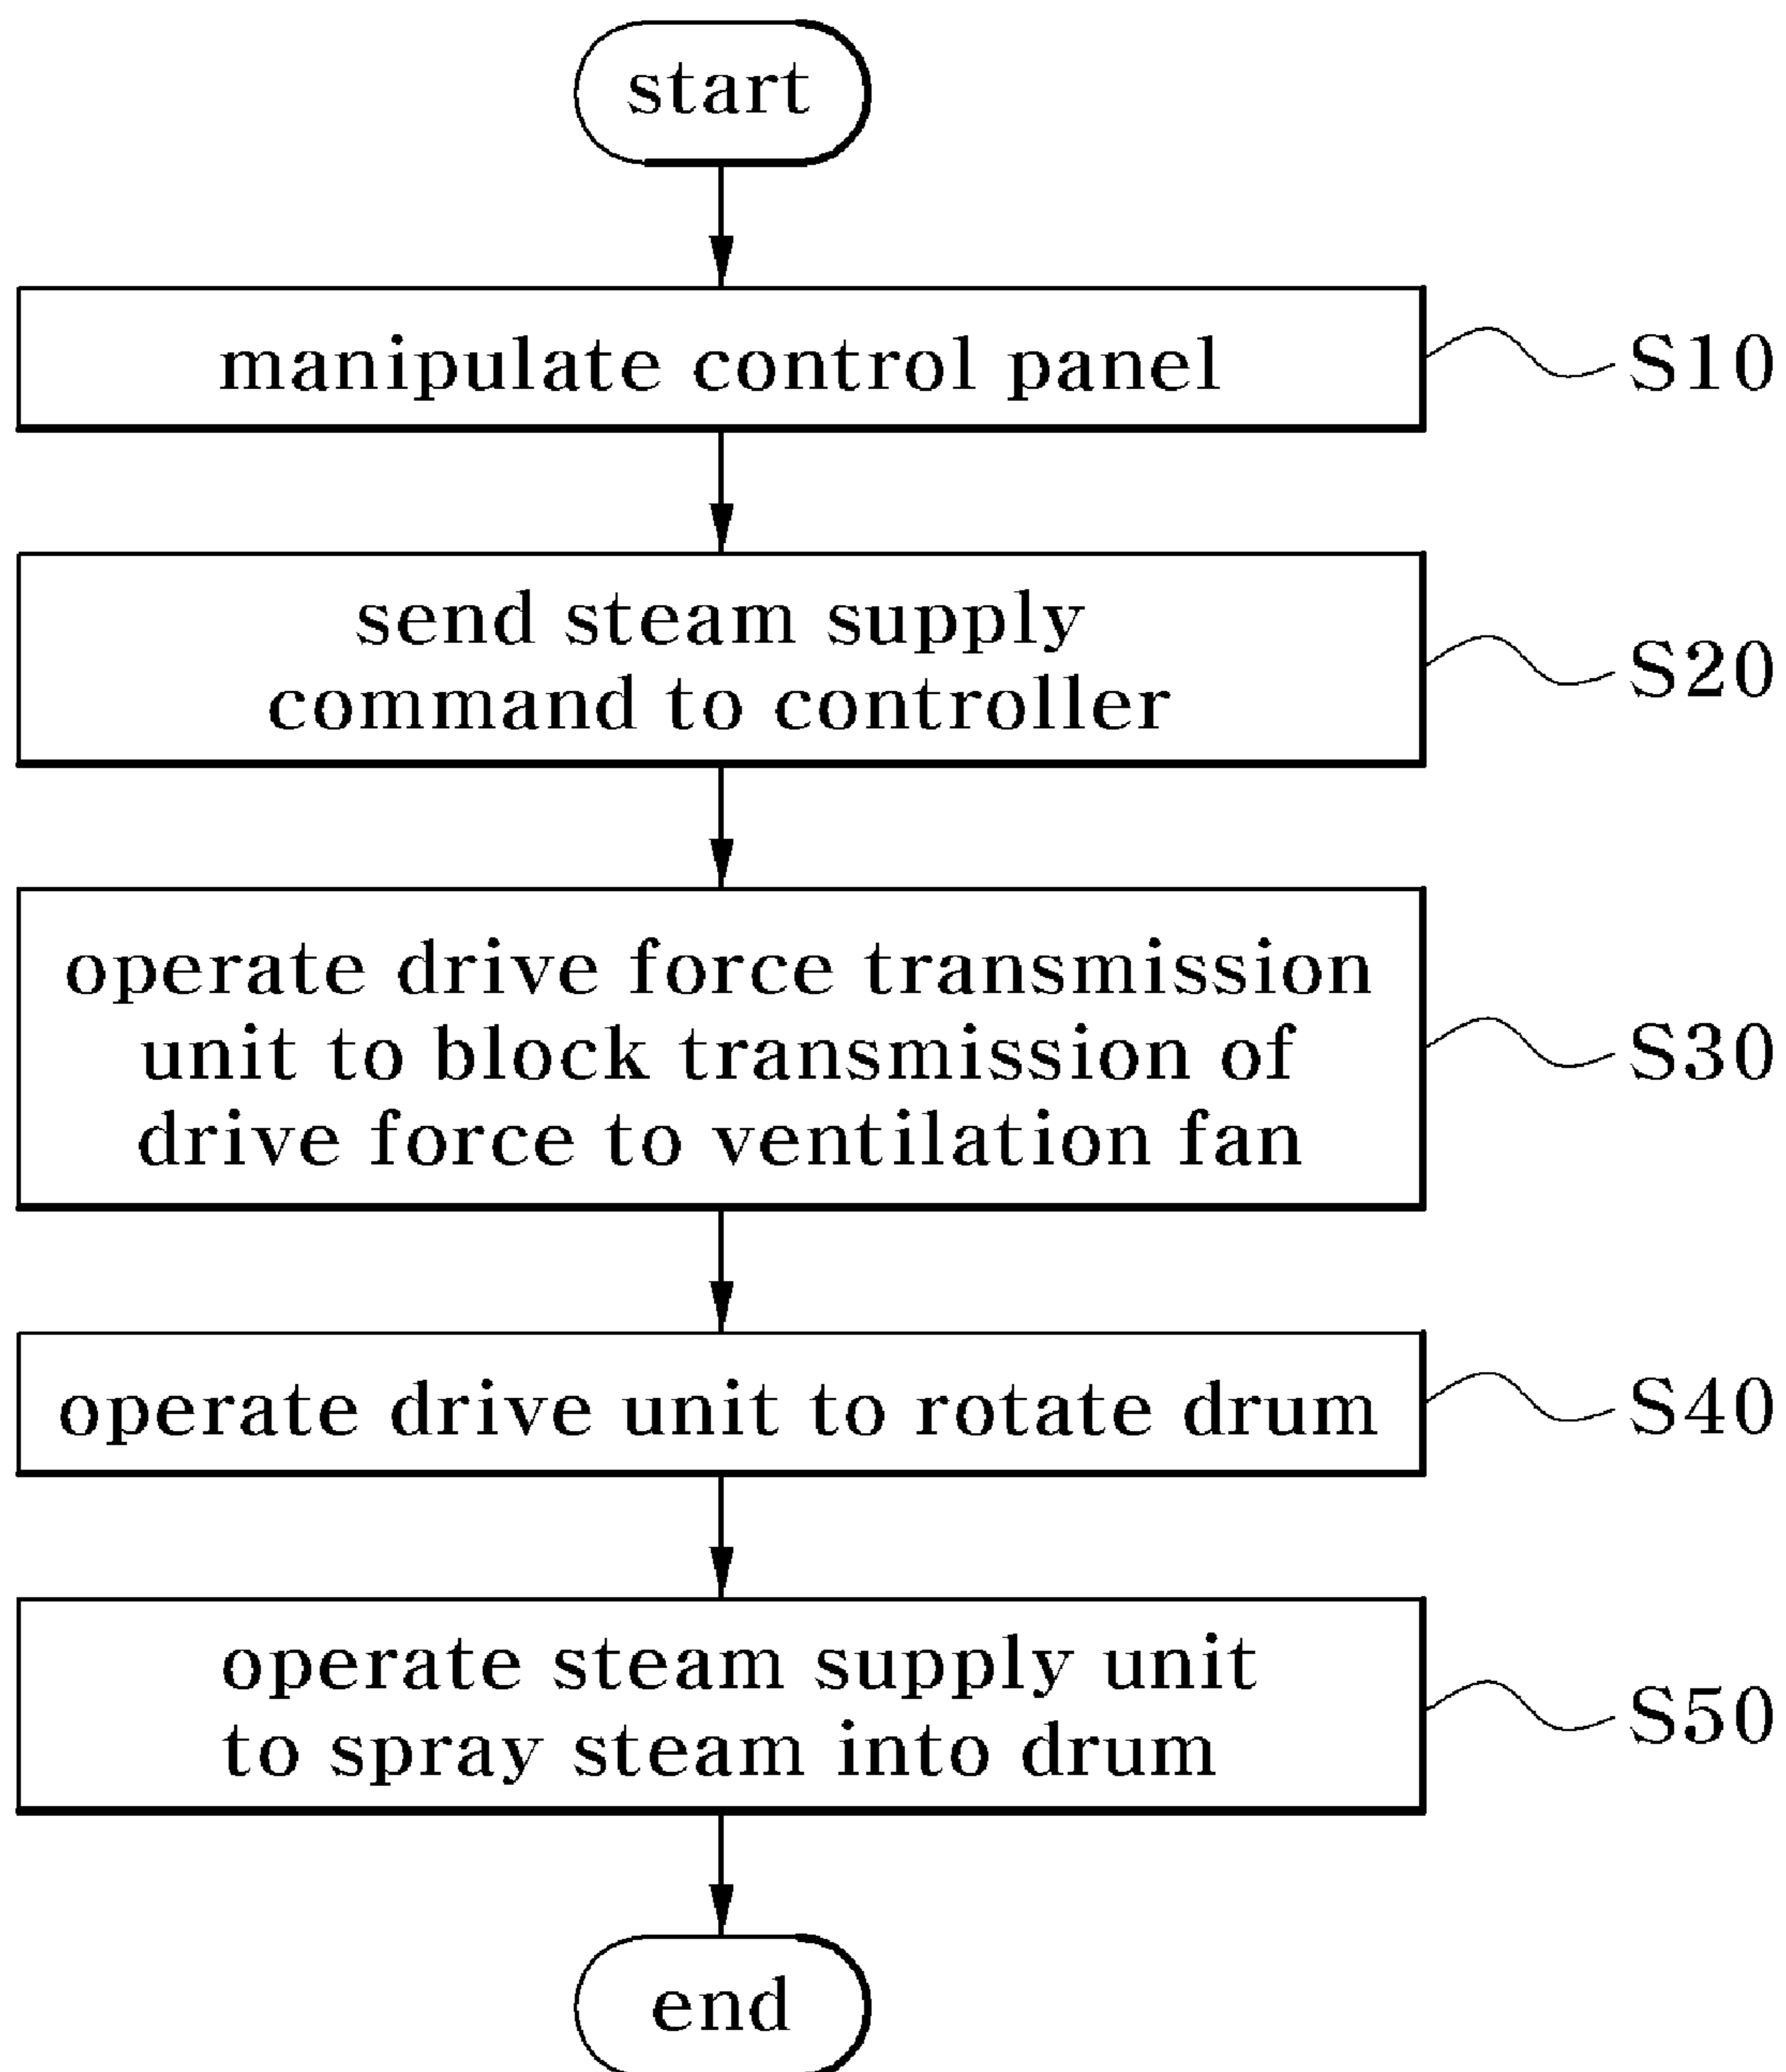 start
manipulate control panel
S10
send steam supply
command to controller
S20
operate drive force transmission
unit to block transmission of
drive force to ventilation fan
S30
operate drive unit to rotate drum
S40
operate steam supply unit
to spray steam into drum
S50
end